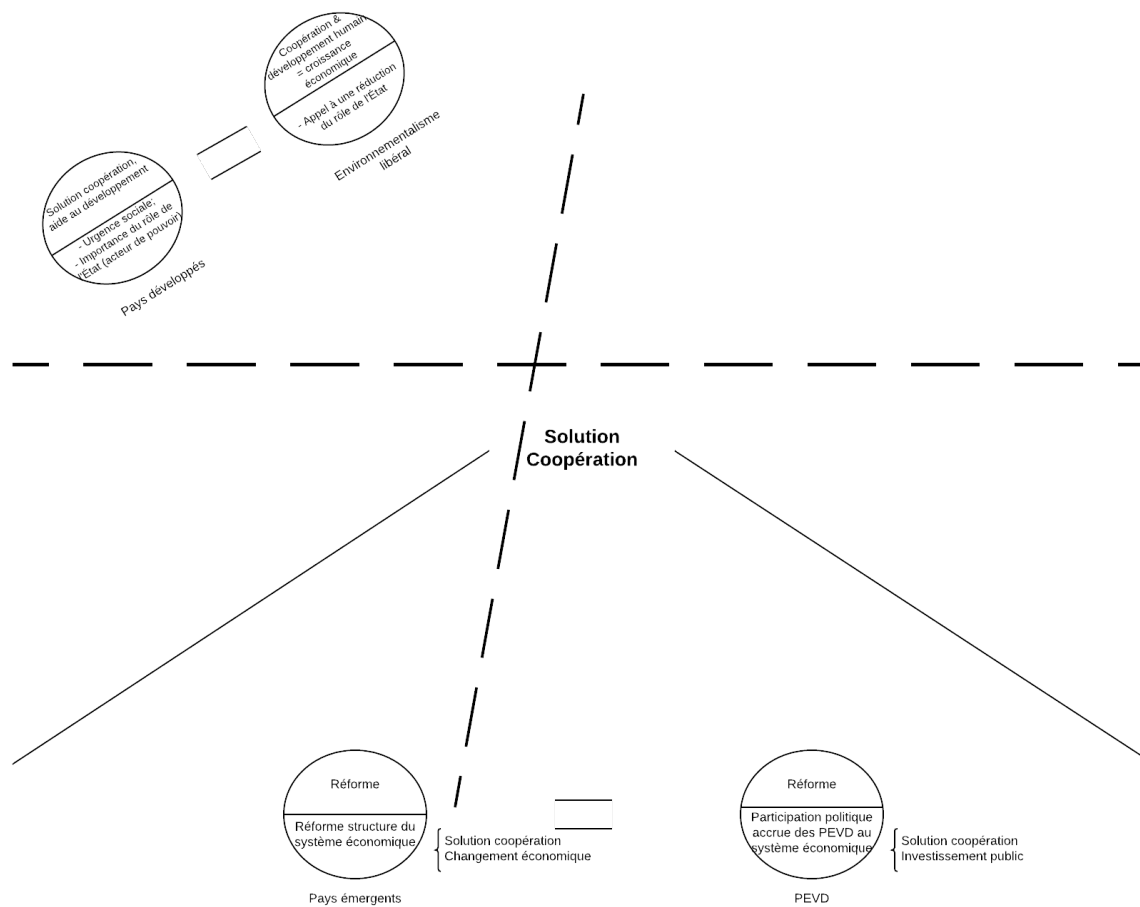 Coopération &
développement humain
= croissance
économique
- Appel à une réduction
du rôle de l'État
Environnementalisme
libéral
Solution coopération,
aide au développement
- Urgence sociale;
- Importance du rôle de
l'État (acteur de pouvoir)
Pays développés
Solution
Coopération
Réforme
Réforme structure du
système économique
Solution coopération
Changement économique
Pays émergents
Réforme
Participation politique
accrue des PEVD au
système économique
Solution coopération
Investissement public
PEVD